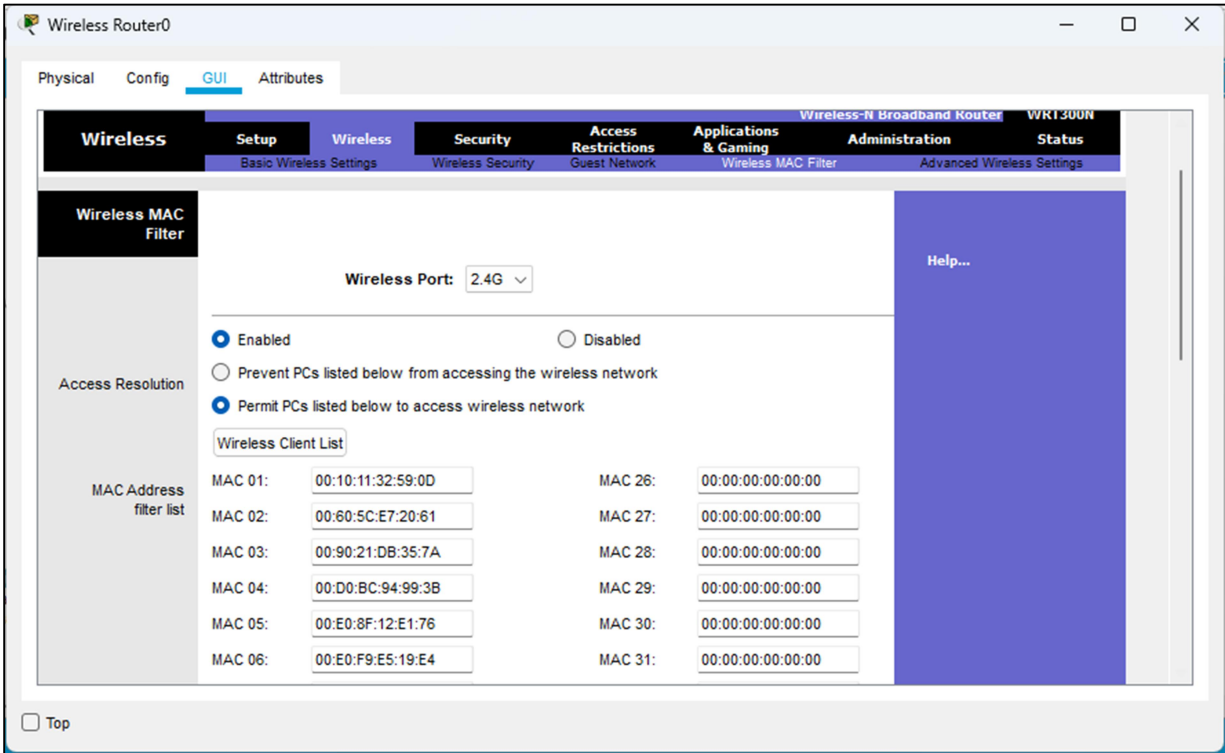 Wireless Router0
Physical Config GUI Attributes
Wireless-N Broadband Router WRT300N
Wireless Setup Wireless Security Access Restrictions Applications & Gaming Administration Status
Basic Wireless Settings Wireless Security Guest Network Wireless MAC Filter Advanced Wireless Settings
Wireless MAC
Filter
Help...
Wireless Port: 2.4G
Enabled Disabled
Access Resolution
Prevent PCs listed below from accessing the wireless network
Permit PCs listed below to access wireless network
Wireless Client List
MAC Address
filter list
MAC 01: 00:10:11:32:59:0D MAC 26: 00:00:00:00:00:00
MAC 02: 00:60:5C:E7:20:61 MAC 27: 00:00:00:00:00:00
MAC 03: 00:90:21:DB:35:7A MAC 28: 00:00:00:00:00:00
MAC 04: 00:D0:BC:94:99:3B MAC 29: 00:00:00:00:00:00
MAC 05: 00:E0:8F:12:E1:76 MAC 30: 00:00:00:00:00:00
MAC 06: 00:E0:F9:E5:19:E4 MAC 31: 00:00:00:00:00:00
Top